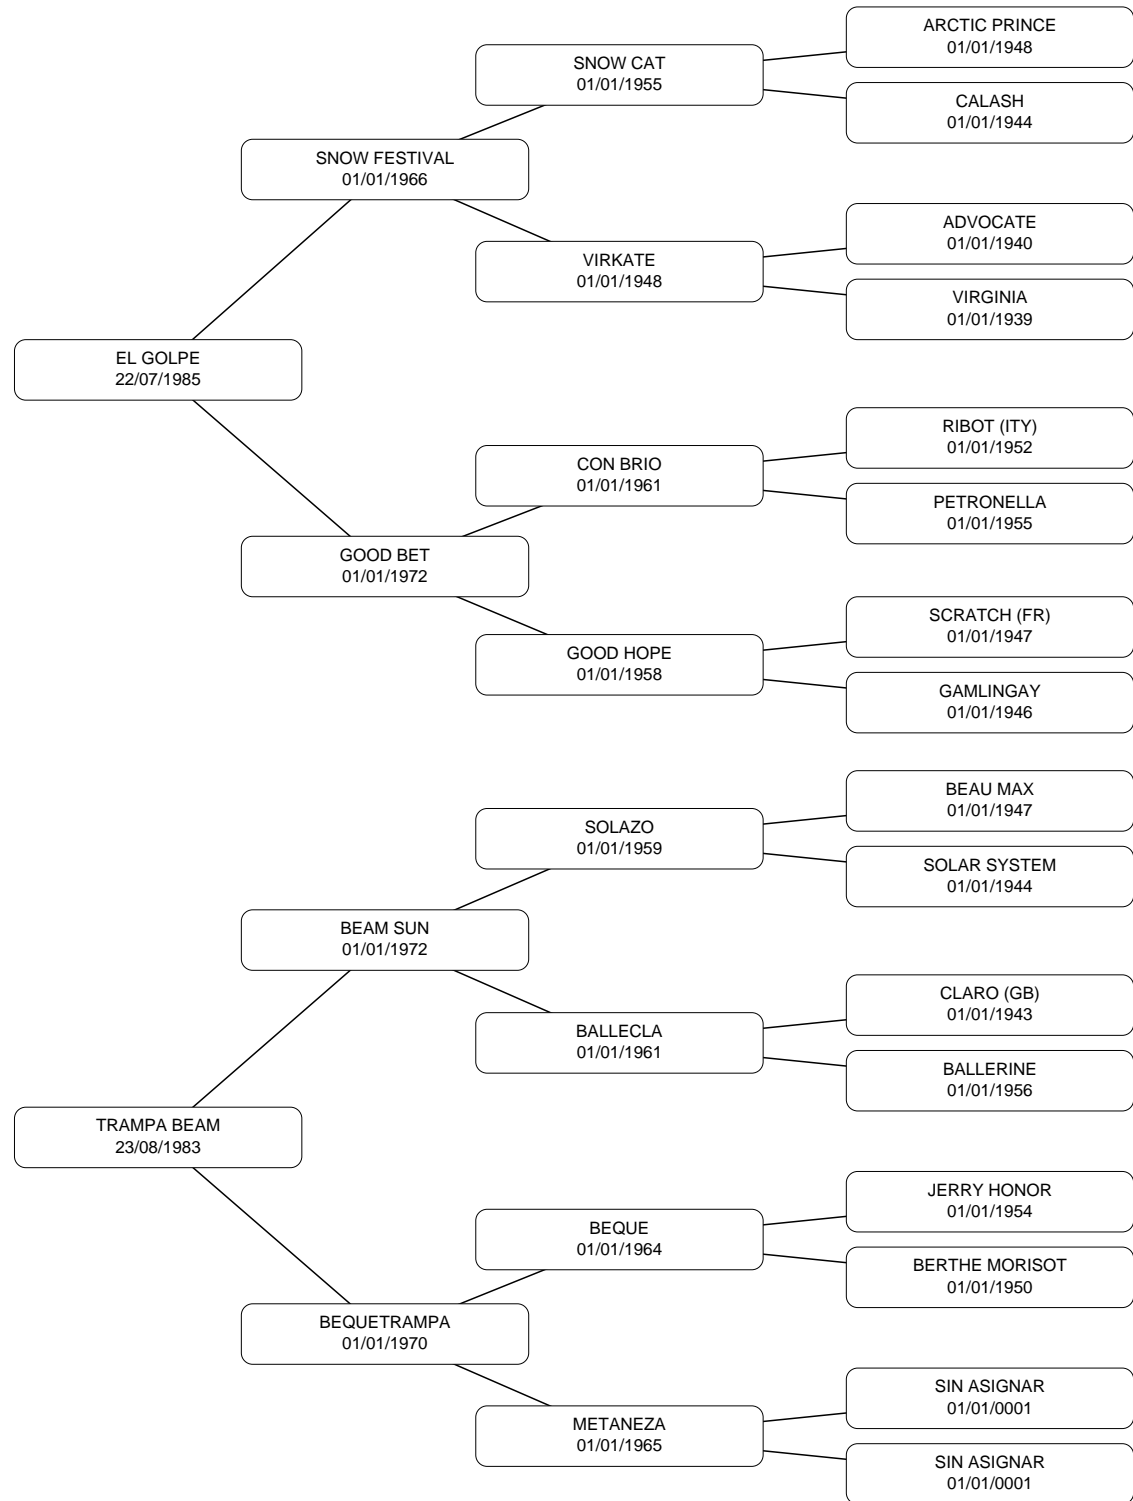 ARCTIC PRINCE
01/01/1948
SNOW CAT
01/01/1955
CALASH
01/01/1944
SNOW FESTIVAL
01/01/1966
ADVOCATE
01/01/1940
VIRKATE
01/01/1948
VIRGINIA
01/01/1939
EL GOLPE
22/07/1985
RIBOT (ITY)
01/01/1952
CON BRIO
01/01/1961
PETRONELLA
01/01/1955
GOOD BET
01/01/1972
SCRATCH (FR)
01/01/1947
GOOD HOPE
01/01/1958
GAMLINGAY
01/01/1946
BEAU MAX
01/01/1947
SOLAZO
01/01/1959
SOLAR SYSTEM
01/01/1944
BEAM SUN
01/01/1972
CLARO (GB)
01/01/1943
BALLECLA
01/01/1961
BALLERINE
01/01/1956
TRAMPA BEAM
23/08/1983
JERRY HONOR
01/01/1954
BEQUE
01/01/1964
BERTHE MORISOT
01/01/1950
BEQUETRAMPA
01/01/1970
SIN ASIGNAR
01/01/0001
METANEZA
01/01/1965
SIN ASIGNAR
01/01/0001